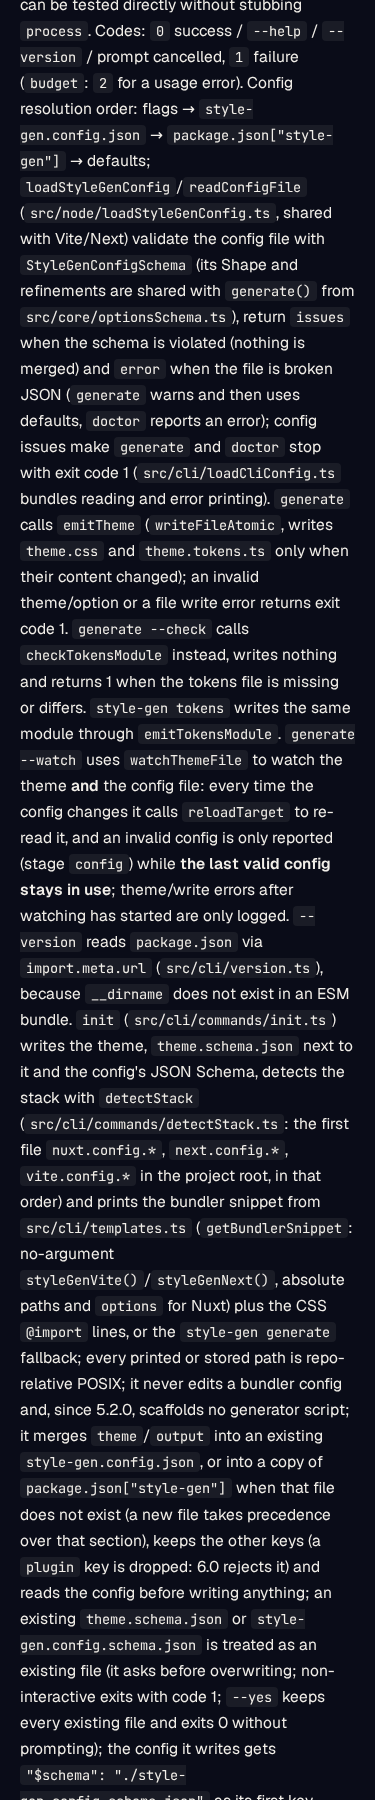 can be tested directly without stubbing
process. Codes: 0 success / --help / --
version / prompt cancelled, 1 failure
(budget: 2 for a usage error). Config
resolution order: flags → style-
gen.config.json → package.json["style-
gen"] → defaults;
loadStyleGenConfig/readConfigFile
(src/node/loadStyleGenConfig.ts, shared
with Vite/Next) validate the config file with
StyleGenConfigSchema (its Shape and
refinements are shared with generate() from
src/core/optionsSchema.ts), return issues
when the schema is violated (nothing is
merged) and error when the file is broken
JSON (generate warns and then uses
defaults, doctor reports an error); config
issues make generate and doctor stop
with exit code 1 (src/cli/loadCliConfig.ts
bundles reading and error printing). generate
calls emitTheme (writeFileAtomic, writes
theme.css and theme.tokens.ts only when
their content changed); an invalid
theme/option or a file write error returns exit
code 1. generate --check calls
checkTokensModule instead, writes nothing
and returns 1 when the tokens file is missing
or differs. style-gen tokens writes the same
module through emitTokensModule. generate
--watch uses watchThemeFile to watch the
theme and the config file: every time the
config changes it calls reloadTarget to re-
read it, and an invalid config is only reported
(stage config) while the last valid config
stays in use; theme/write errors after
watching has started are only logged. --
version reads package.json via
import.meta.url (src/cli/version.ts),
because __dirname does not exist in an ESM
bundle. init (src/cli/commands/init.ts)
writes the theme, theme.schema.json next to
it and the config's JSON Schema, detects the
stack with detectStack
(src/cli/commands/detectStack.ts: the first
file nuxt.config.*, next.config.*,
vite.config.* in the project root, in that
order) and prints the bundler snippet from
src/cli/templates.ts (getBundlerSnippet:
no-argument
styleGenVite()/styleGenNext(), absolute
paths and options for Nuxt) plus the CSS
@import lines, or the style-gen generate
fallback; every printed or stored path is repo-
relative POSIX; it never edits a bundler config
and, since 5.2.0, scaffolds no generator script;
it merges theme/output into an existing
style-gen.config.json, or into a copy of
package.json["style-gen"] when that file
does not exist (a new file takes precedence
over that section), keeps the other keys (a
plugin key is dropped: 6.0 rejects it) and
reads the config before writing anything; an
existing theme.schema.json or style-
gen.config.schema.json is treated as an
existing file (it asks before overwriting; non-
interactive exits with code 1; --yes keeps
every existing file and exits 0 without
prompting); the config it writes gets
"$schema": "./style-
gen.config.schema.json" as its first key